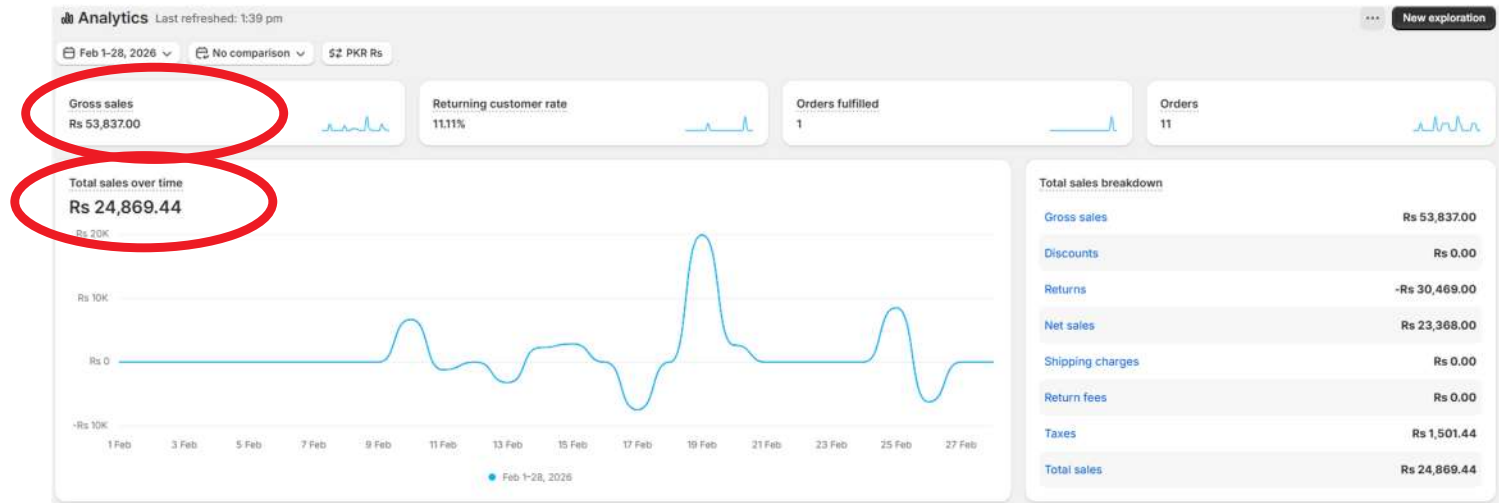 Analytics Last refreshed: 1:39 pm
... New exploration
Feb 1–28, 2026 No comparison PKR Rs
Gross sales
Rs 53,837.00
Returning customer rate
11.11%
Orders fulfilled
1
Orders
11
Total sales over time
Rs 24,869.44
Rs 20K
Rs 10K
Rs 0
-Rs 10K
1 Feb 3 Feb 5 Feb 7 Feb 9 Feb 11 Feb 13 Feb 15 Feb 17 Feb 19 Feb 21 Feb 23 Feb 25 Feb 27 Feb
Feb 1–28, 2026
Total sales breakdown
Gross sales Rs 53,837.00
Discounts Rs 0.00
Returns -Rs 30,469.00
Net sales Rs 23,368.00
Shipping charges Rs 0.00
Return fees Rs 0.00
Taxes Rs 1,501.44
Total sales Rs 24,869.44